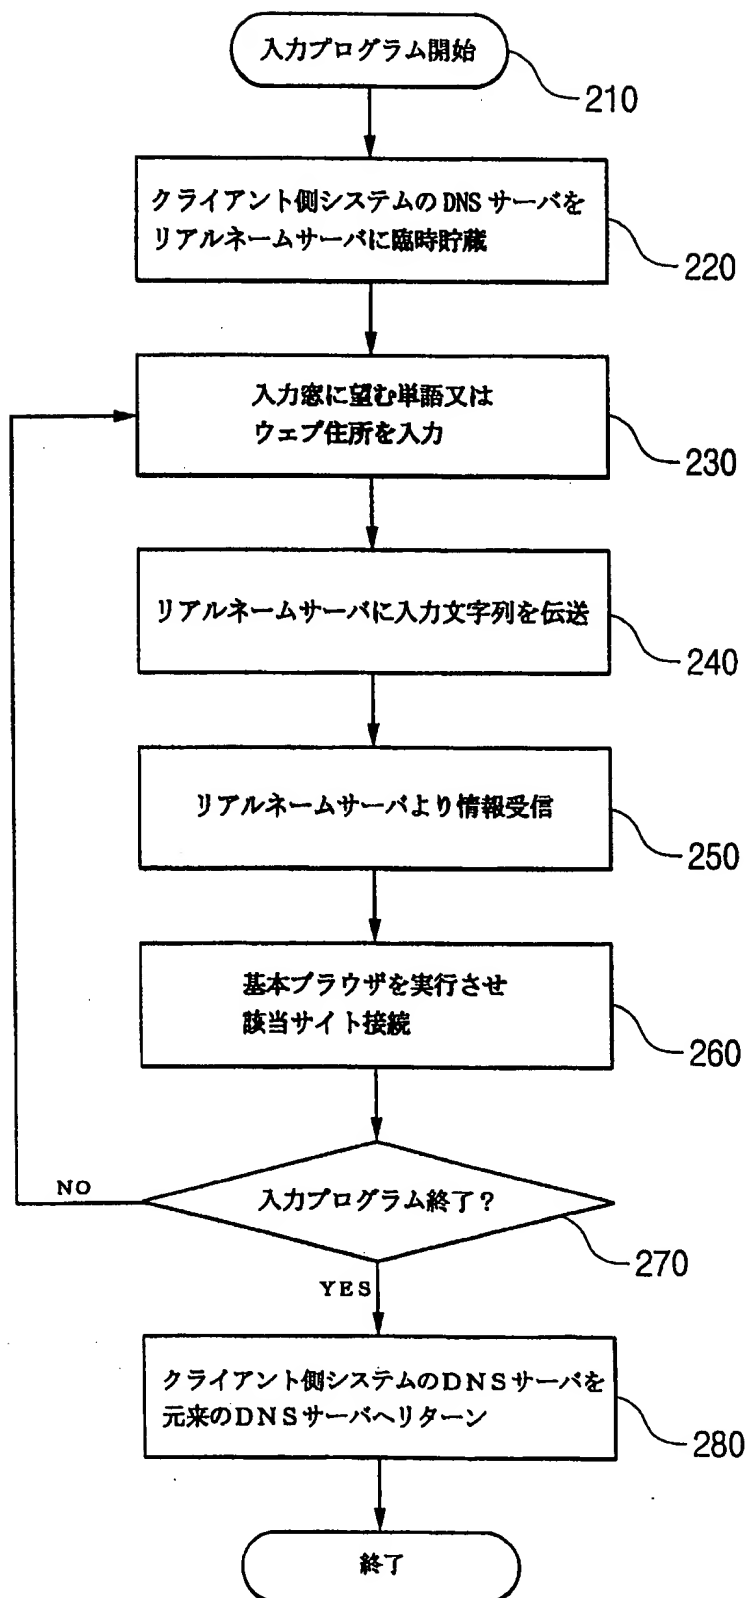 入力プログラム開始
210
クライアント側システムのDNSサーバを
リアルネームサーバに臨時貯蔵
220
入力窓に望む単語又は
ウェブ住所を入力
230
リアルネームサーバに入力文字列を伝送
240
リアルネームサーバより情報受信
250
基本ブラウザを実行させ
該当サイト接続
260
NO
入力プログラム終了?
270
YES
クライアント側システムのDNSサーバを
元来のDNSサーバへリターン
280
終了